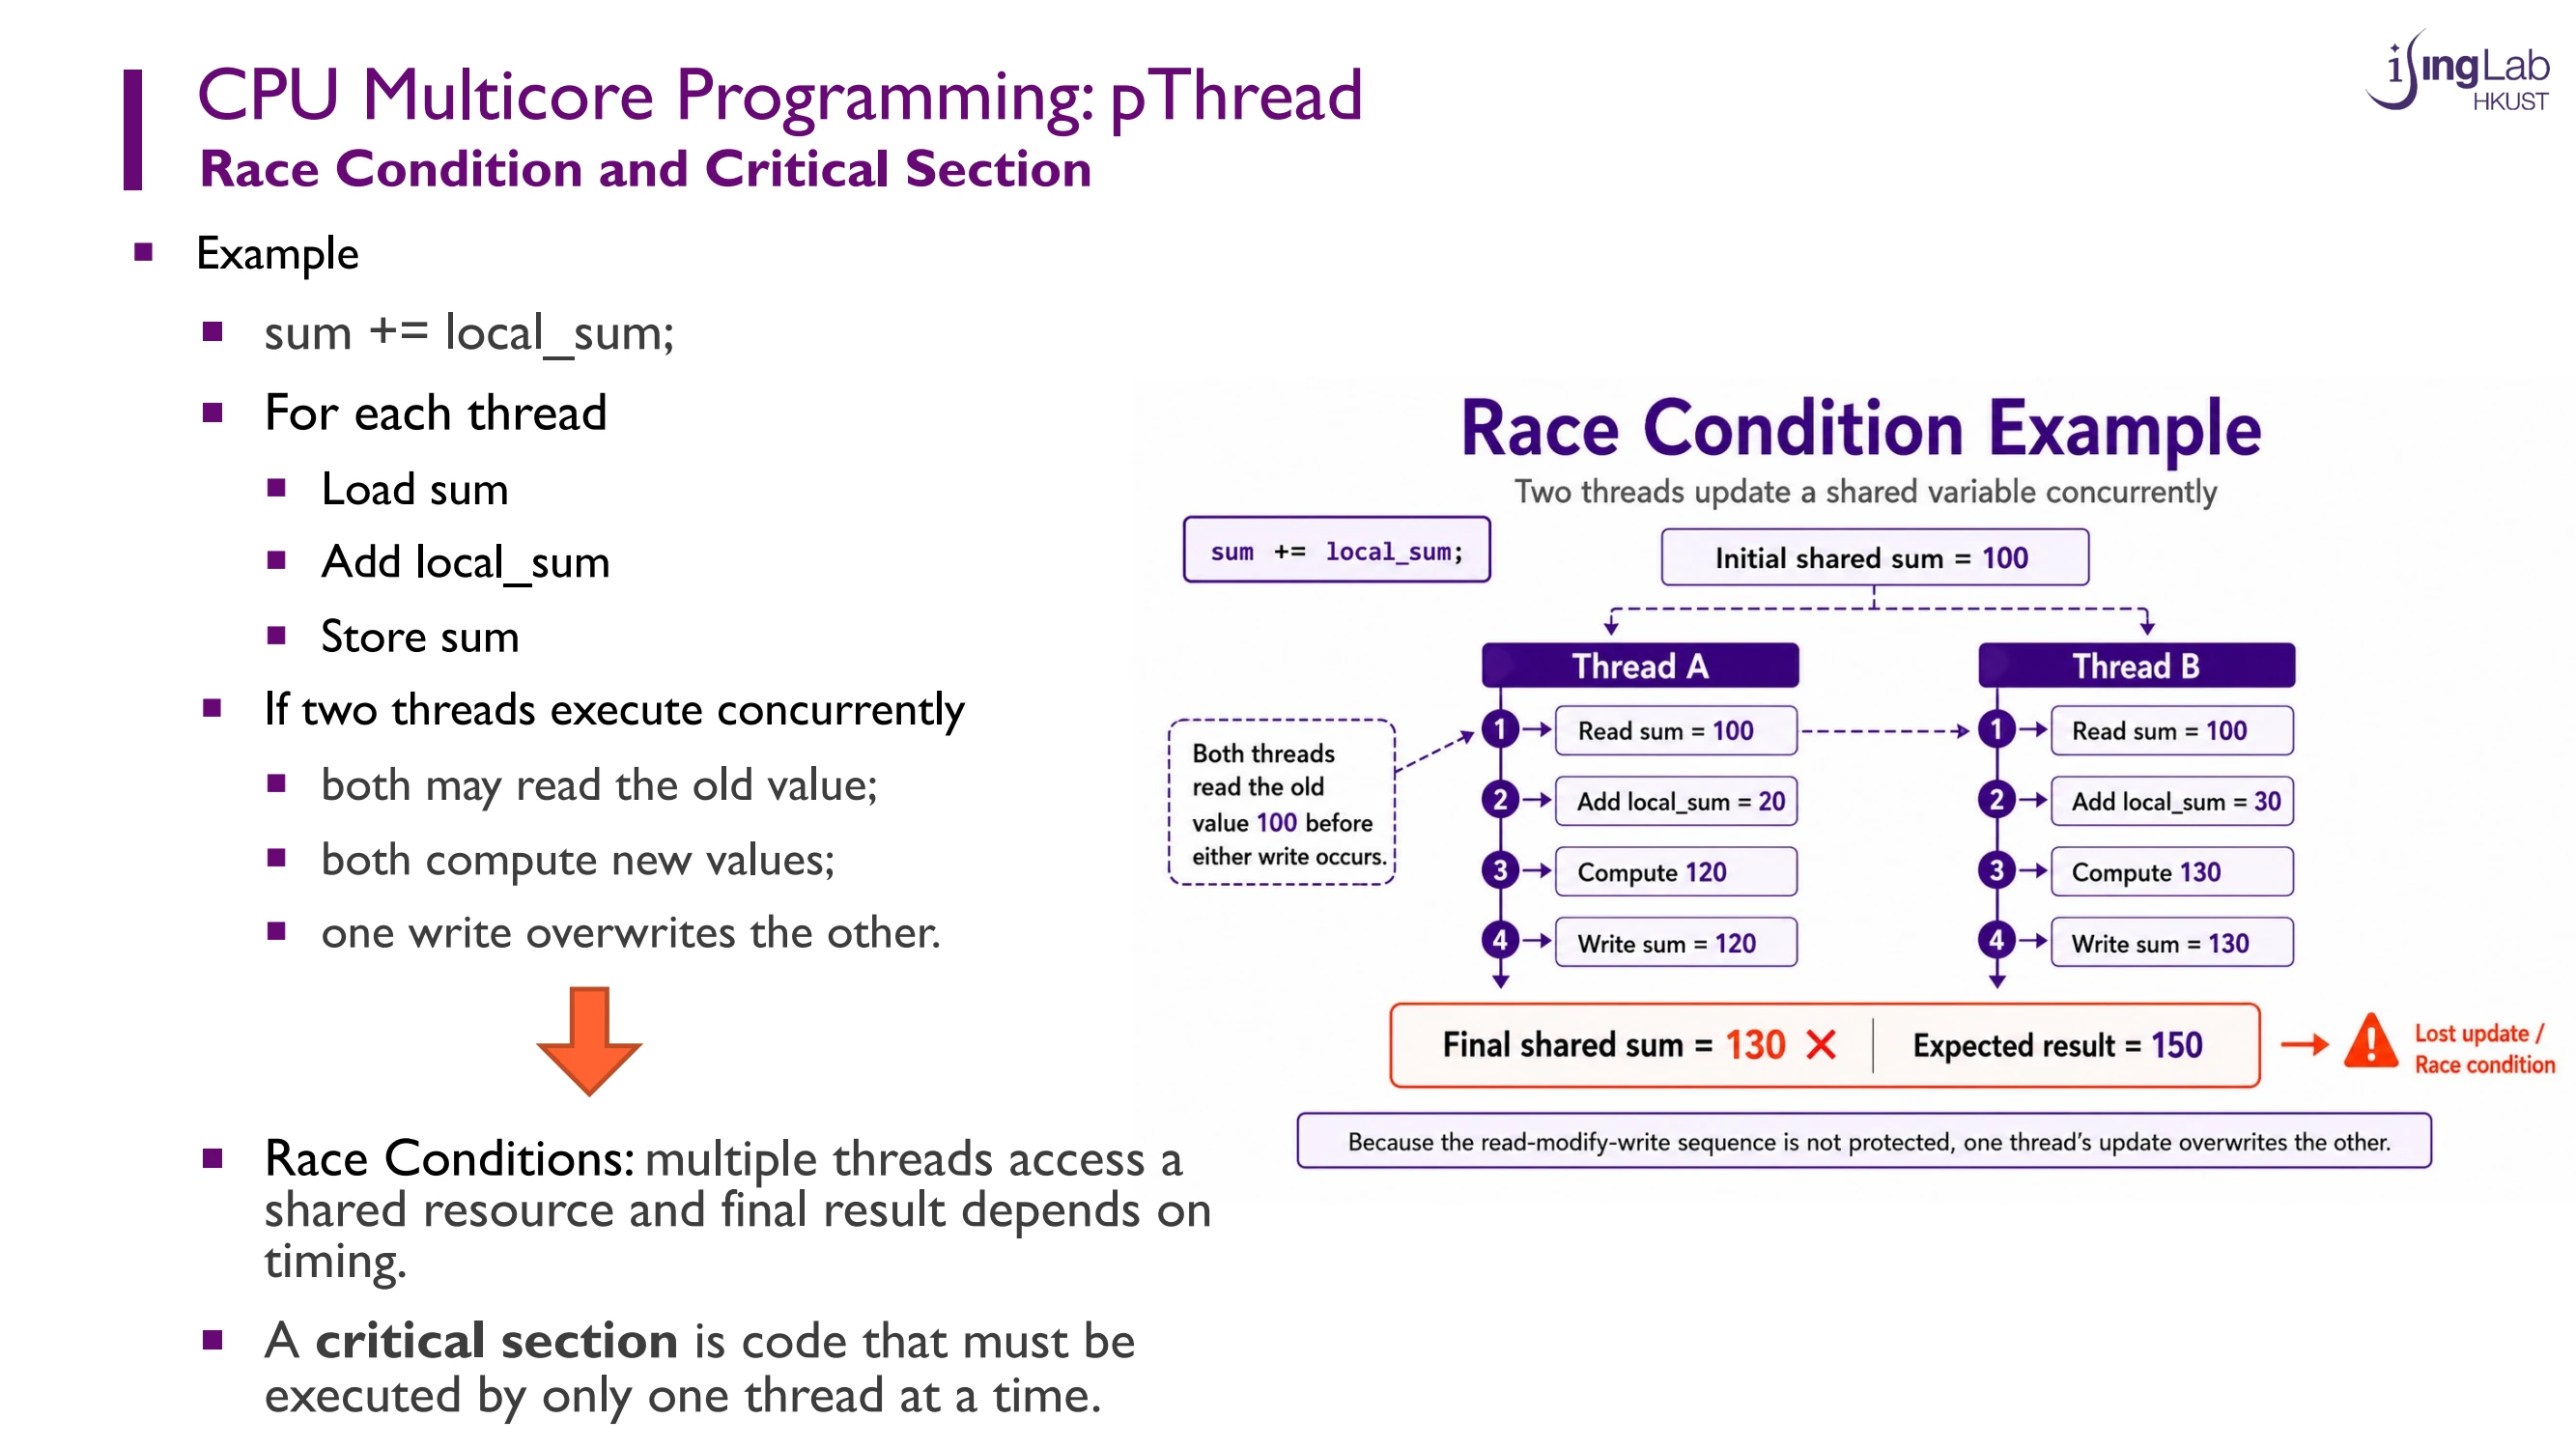 CPU Multicore Programming: pThread
Race Condition and Critical Section
isingLab
HKUST
Example
sum += local_sum;
For each thread
Load sum
Add local_sum
Store sum
If two threads execute concurrently
both may read the old value;
both compute new values;
one write overwrites the other.
Race Conditions: multiple threads access a
shared resource and final result depends on
timing.
A critical section is code that must be
executed by only one thread at a time.
Race Condition Example
Two threads update a shared variable concurrently
sum += local_sum;
Initial shared sum = 100
Both threads
read the old
value 100 before
either write occurs.
Thread A
1 Read sum = 100
2 Add local_sum = 20
3 Compute 120
4 Write sum = 120
Thread B
1 Read sum = 100
2 Add local_sum = 30
3 Compute 130
4 Write sum = 130
Final shared sum = 130
Expected result = 150
Lost update /
Race condition
Because the read-modify-write sequence is not protected, one thread's update overwrites the other.